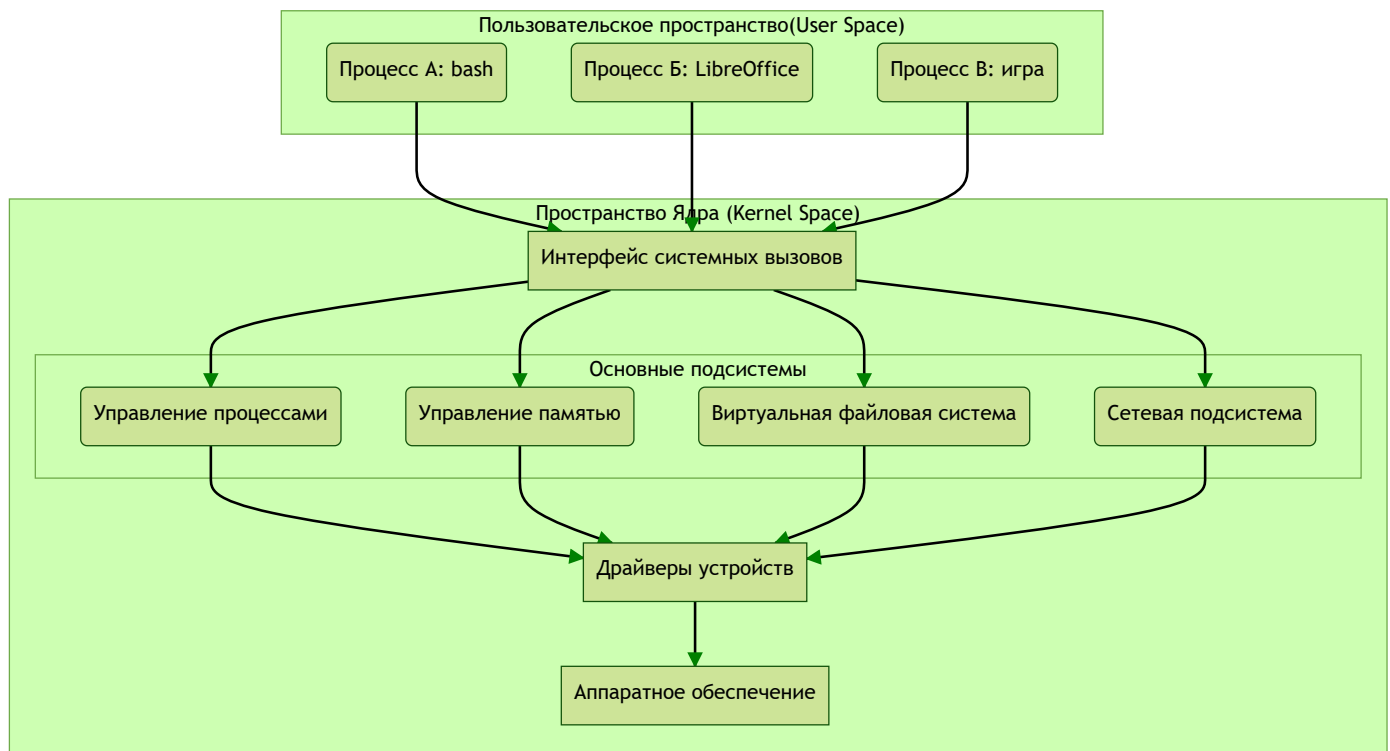 Пользовательское пространство(User Space)
Процесс А: bash
Процесс Б: LibreOffice
Процесс В: игра
Пространство Ядра (Kernel Space)
Интерфейс системных вызовов
Основные подсистемы
Управление процессами
Управление памятью
Виртуальная файловая система
Сетевая подсистема
Драйверы устройств
Аппаратное обеспечение